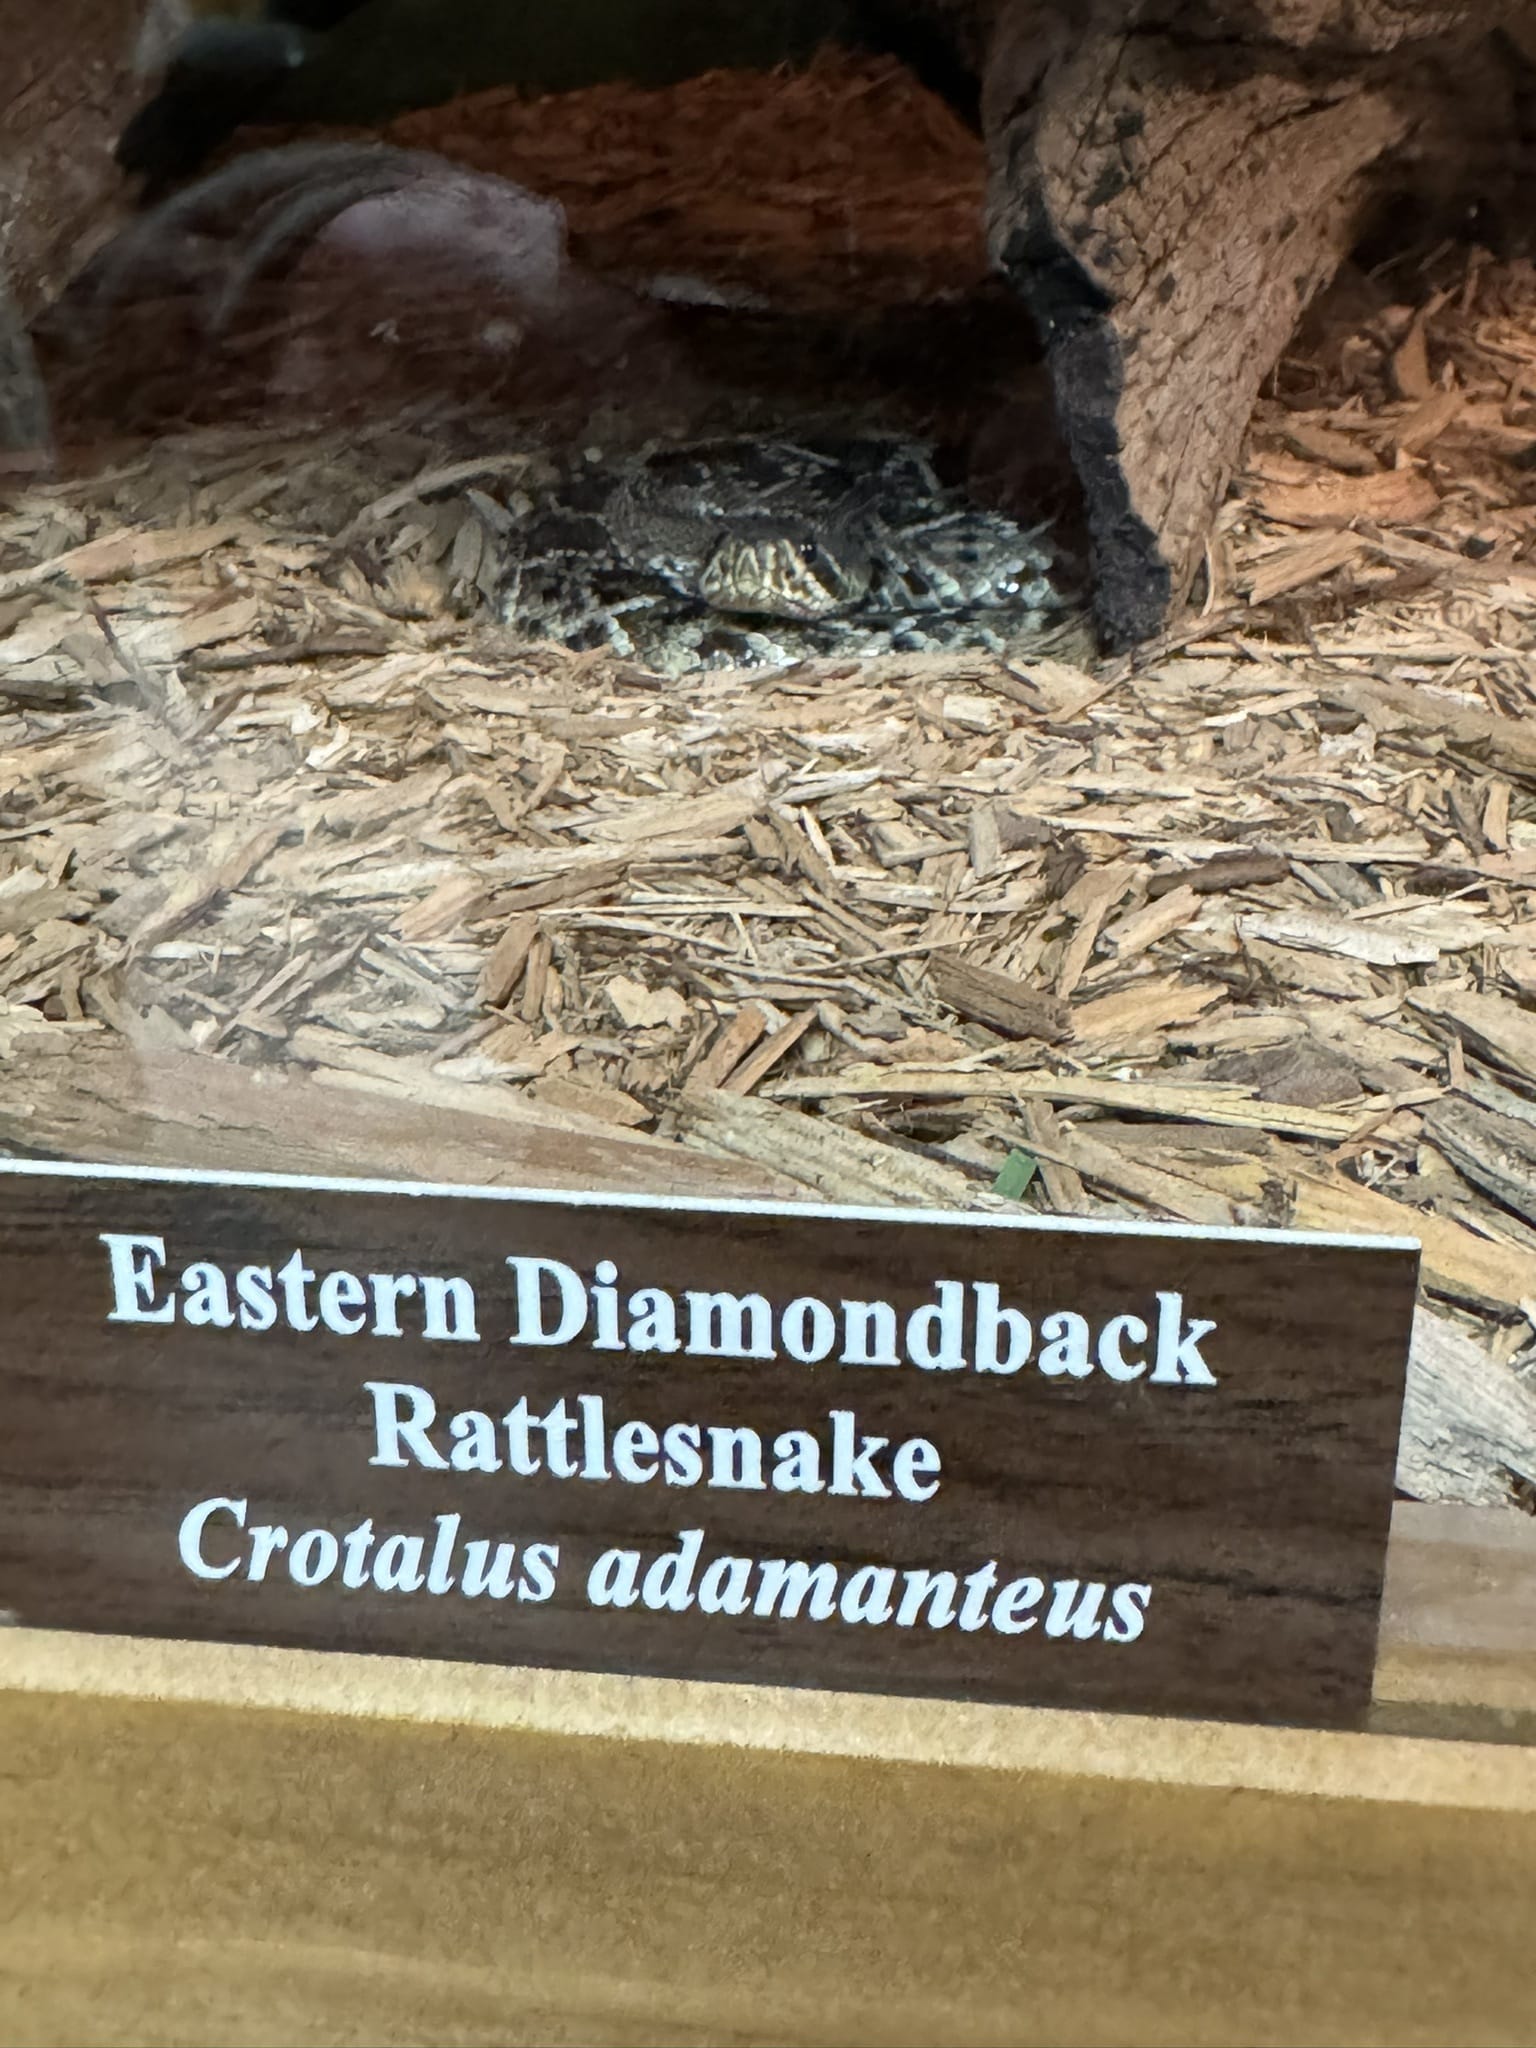 Eastern Diamondback
Rattlesnake
Crotalus adamanteus